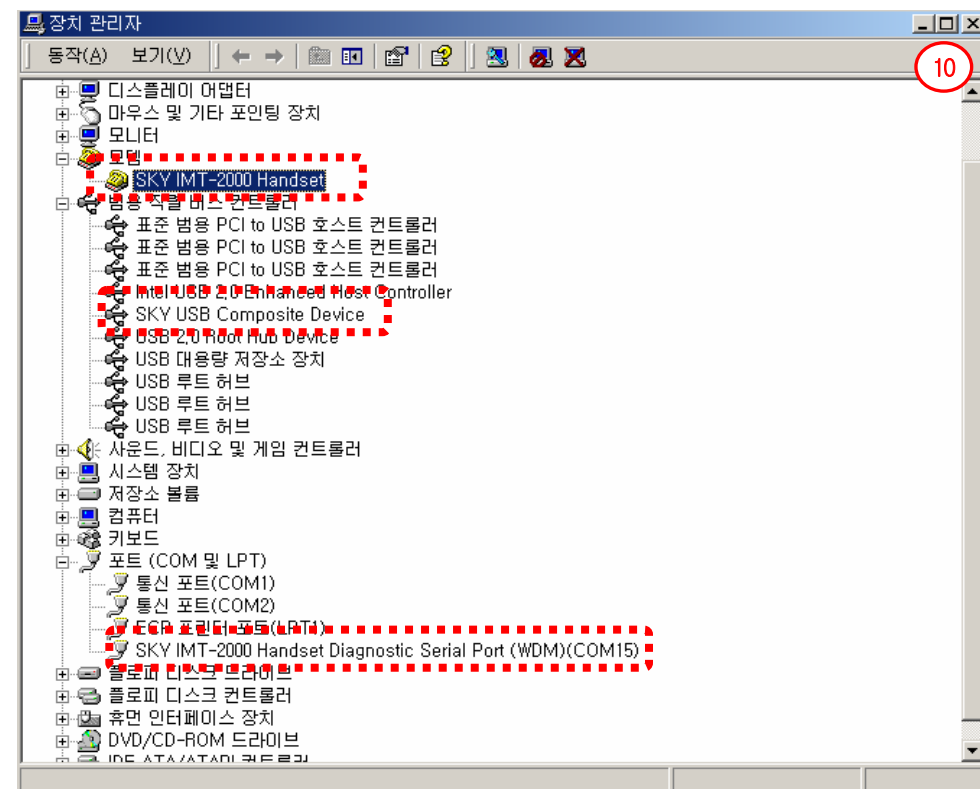 장치 관리자
동작(A) 보기(V)
10
디스플레이 어댑터
마우스 및 기타 포인팅 장치
모니터
모뎀
SKY IMT-2000 Handset
범용 직렬 버스 컨트롤러
표준 범용 PCI to USB 호스트 컨트롤러
표준 범용 PCI to USB 호스트 컨트롤러
표준 범용 PCI to USB 호스트 컨트롤러
Intel USB 2,0 Enhanced Host Controller
SKY USB Composite Device
USB 2,0 Root Hub Device
USB 대용량 저장소 장치
USB 루트 허브
USB 루트 허브
USB 루트 허브
사운드, 비디오 및 게임 컨트롤러
시스템 장치
저장소 볼륨
컴퓨터
키보드
포트 (COM 및 LPT)
통신 포트(COM1)
통신 포트(COM2)
ECP 프린터 포트(LPT1)
SKY IMT-2000 Handset Diagnostic Serial Port (WDM)(COM15)
플로피 디스크 드라이브
플로피 디스크 컨트롤러
휴먼 인터페이스 장치
DVD/CD-ROM 드라이브
IDE ATA/ATAPI 컨트롤러